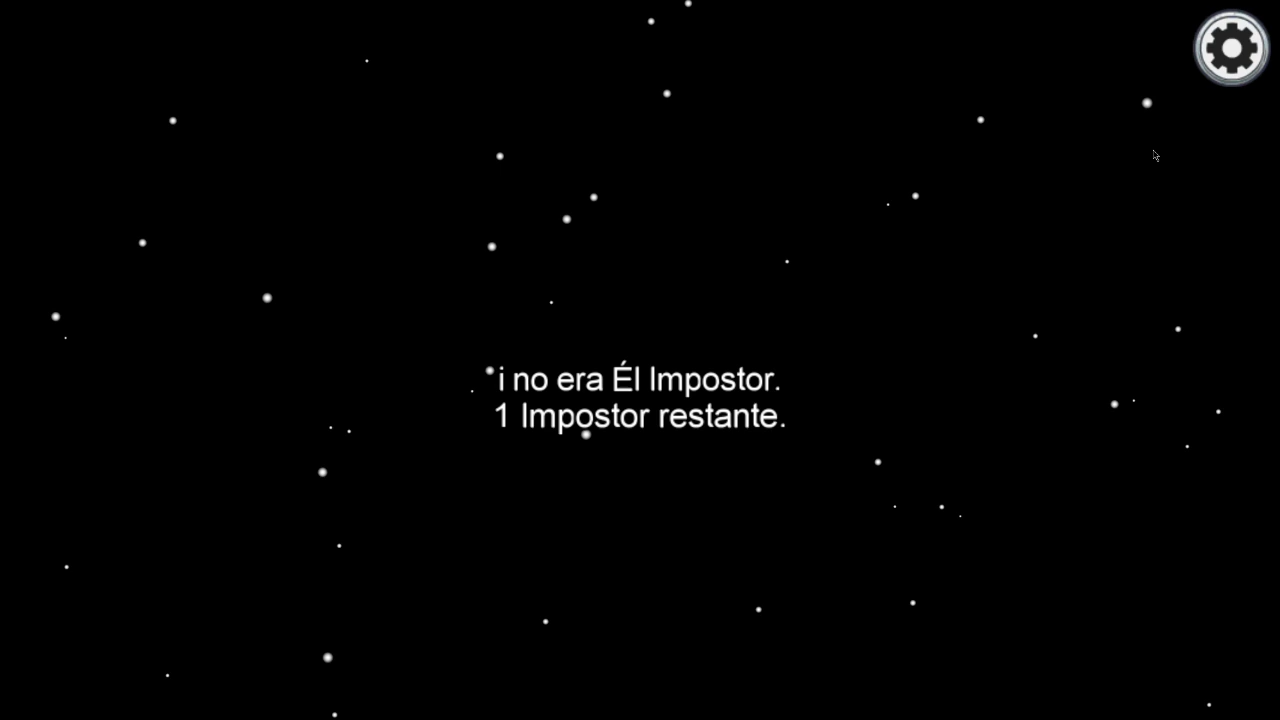 i no era Él Impostor.
1 Impostor restante.